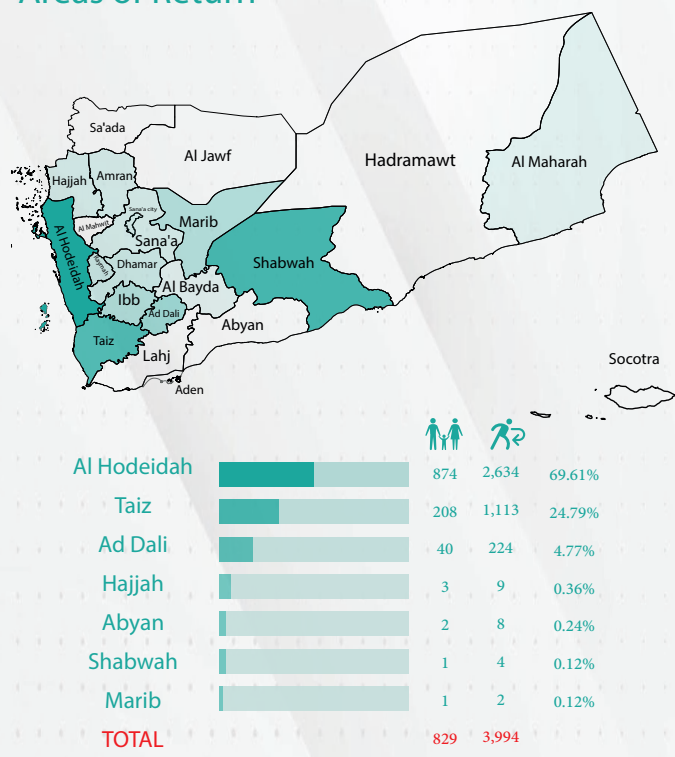 Areas of Return
Sa'ada
Al Jawf
Hadramawt
Al Maharah
Hajjah
Amran
Sana'a city
Marib
Al Mahwit
Sana'a
Al Hodeidah
Raymah
Dhamar
Shabwah
Al Bayda
Ibb
Ad Dali
Abyan
Taiz
Lahj
Aden
Socotra
Al Hodeidah 874 2,634 69.61%
Taiz 208 1,113 24.79%
Ad Dali 40 224 4.77%
Hajjah 3 9 0.36%
Abyan 2 8 0.24%
Shabwah 1 4 0.12%
Marib 1 2 0.12%
TOTAL 829 3,994